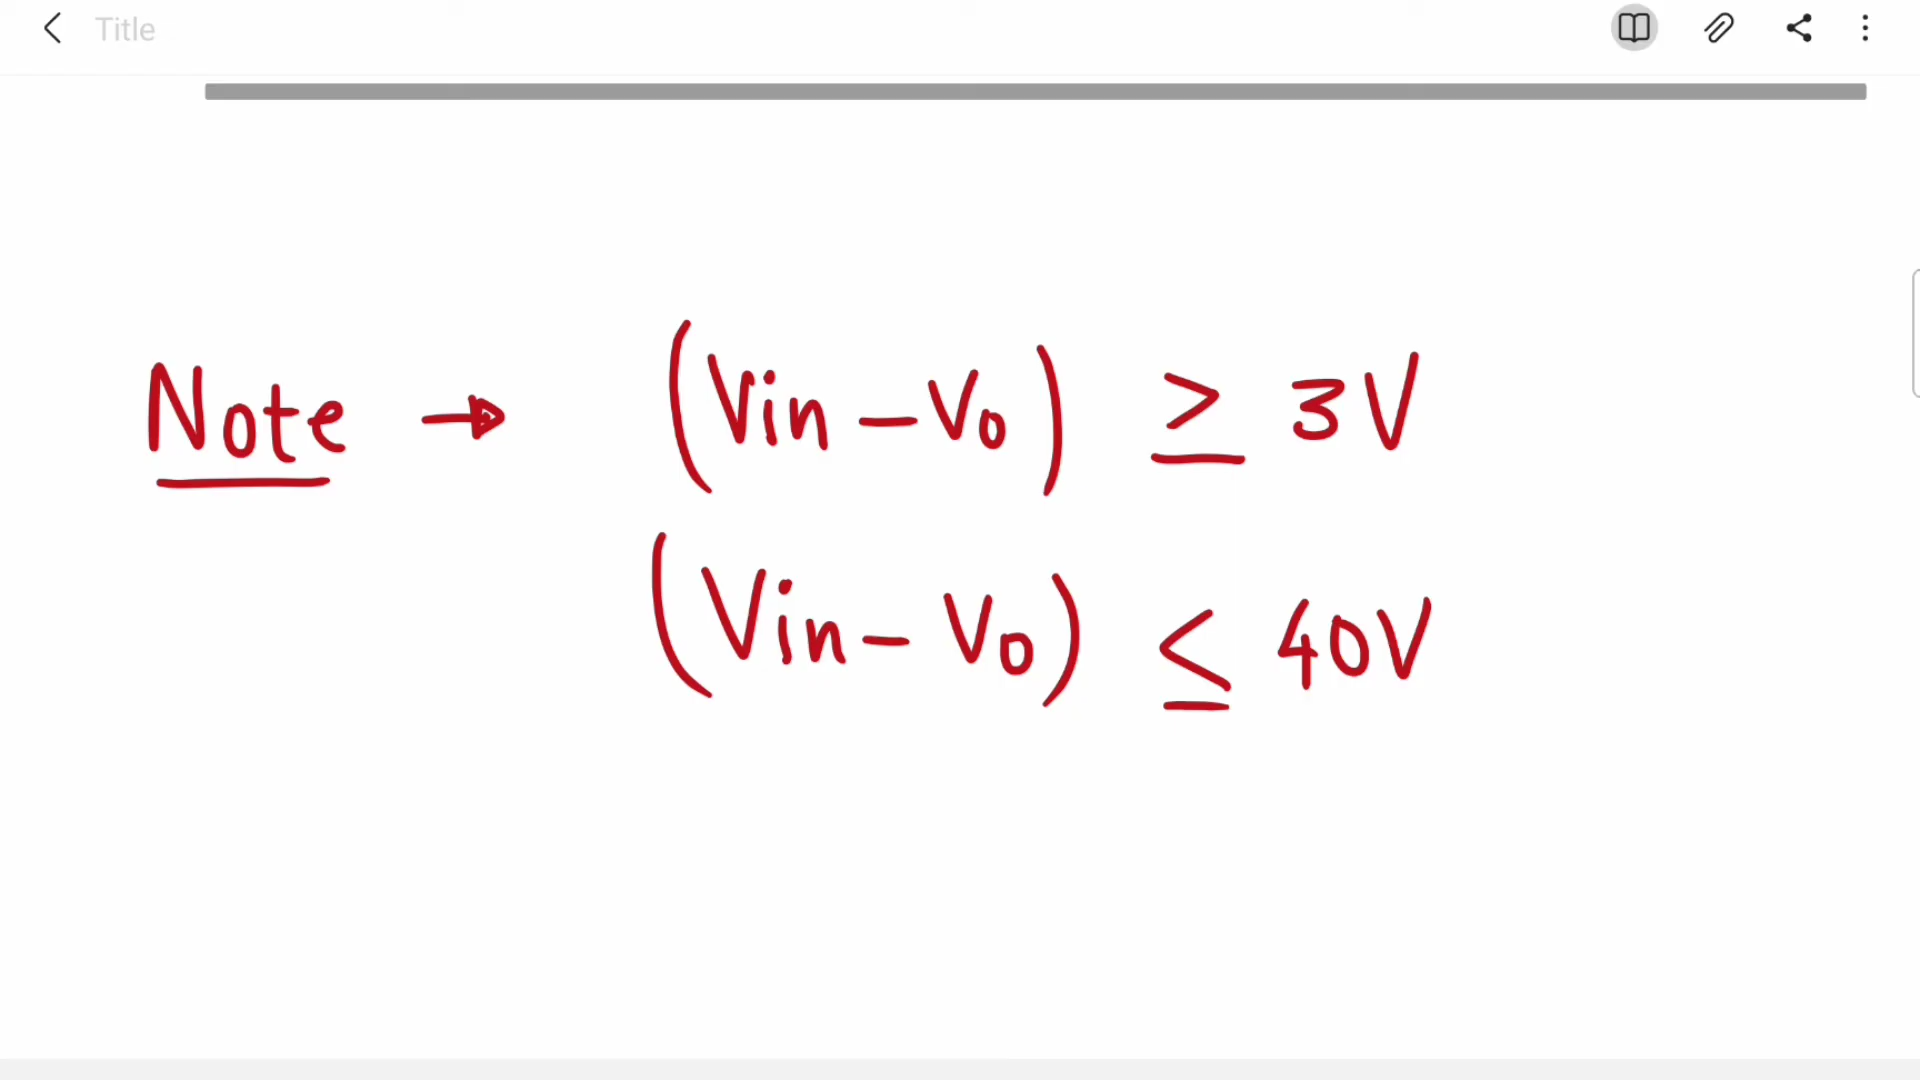 Title
Note → (Vin - Vo) ≥ 3V
(Vin - Vo) ≤ 40V